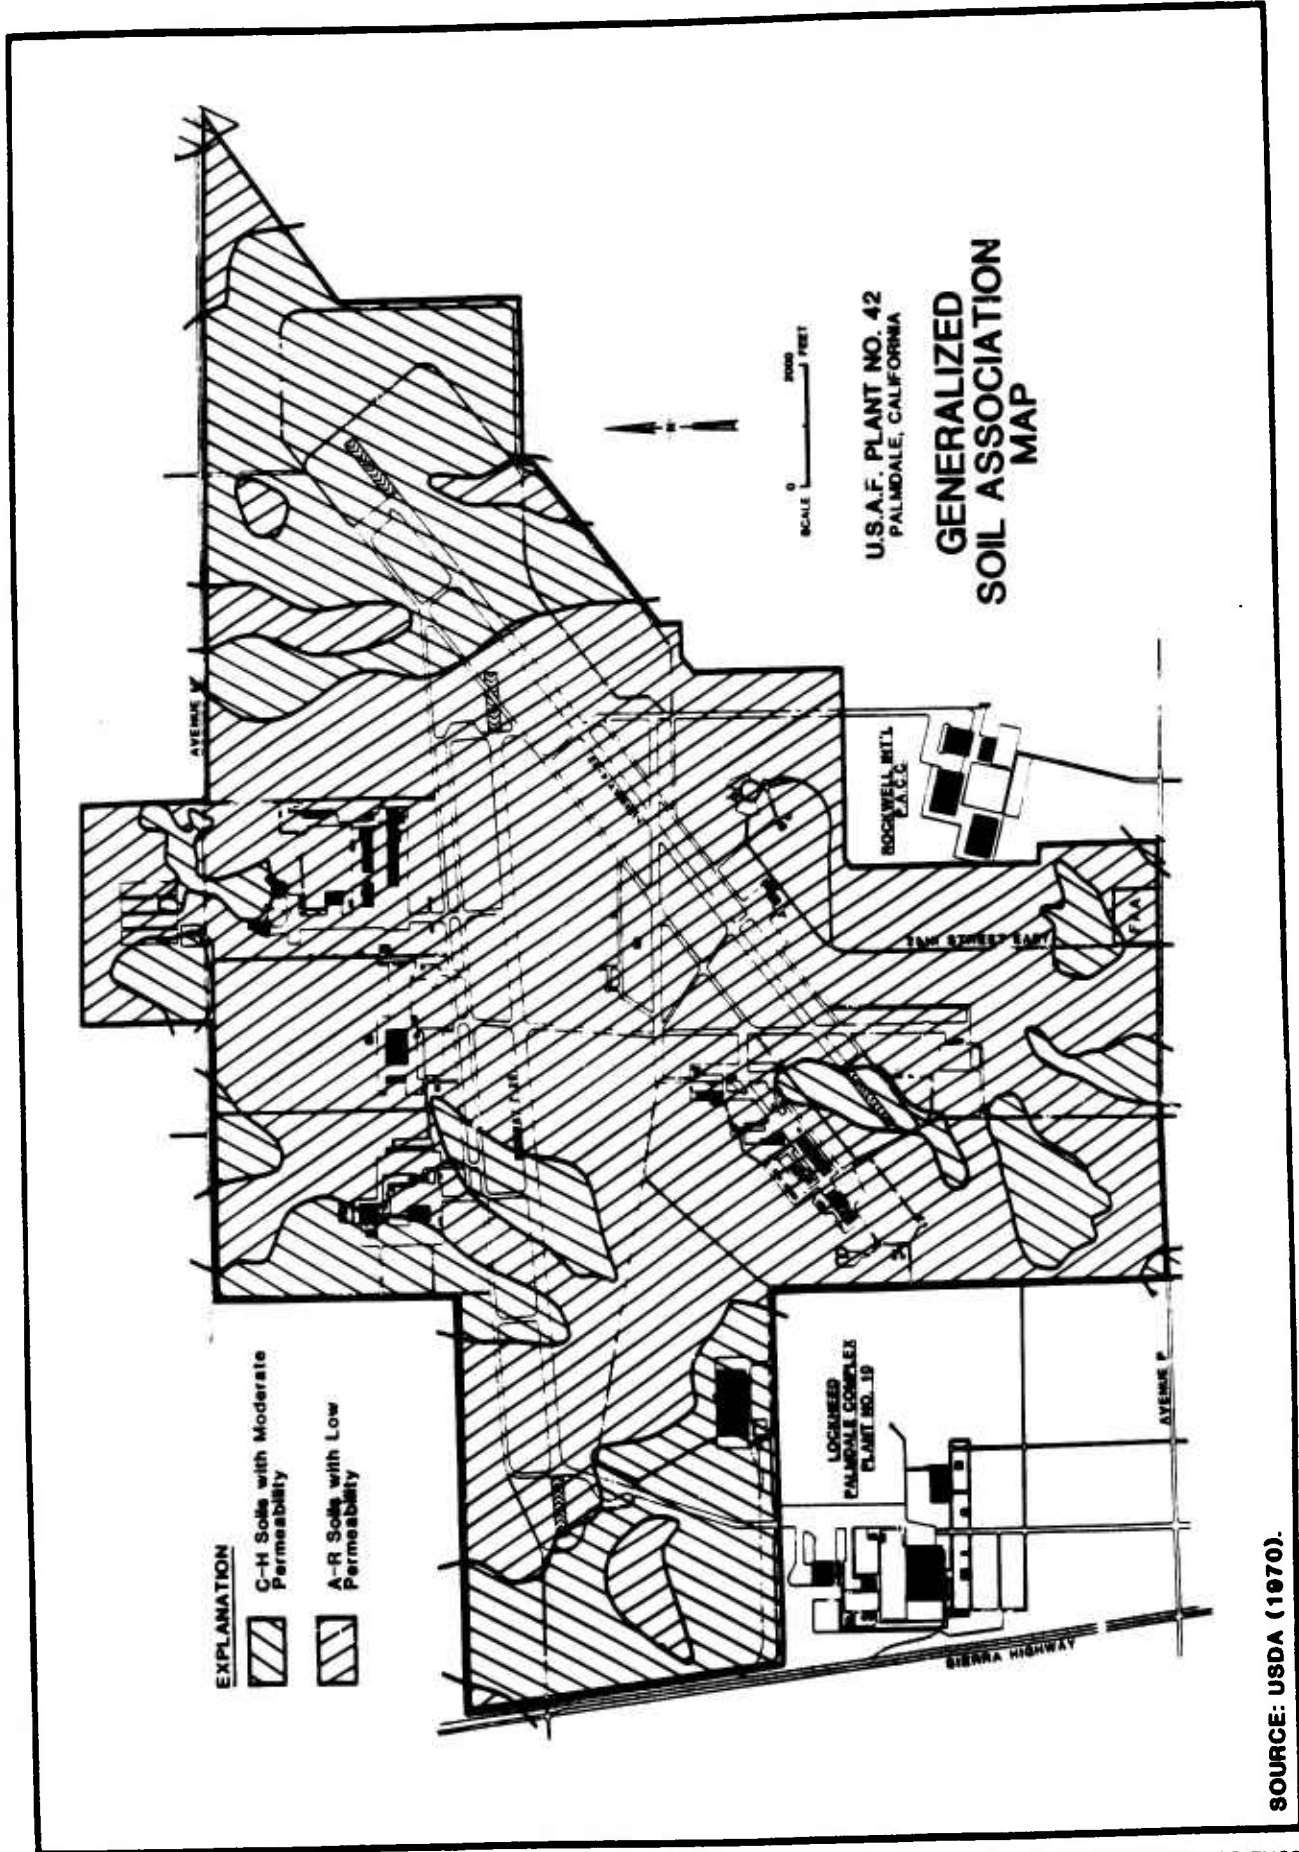 EXPLANATION
C-H Soils with Moderate
Permeability
A-R Soils with Low
Permeability
AVENUE M
ROCKWELL INT'L
P.A.C.C.
25TH STREET EAST
FAA
LOCKHEED
PALMDALE COMPLEX
PLANT NO. 10
SIERRA HIGHWAY
AVENUE P
N
SCALE
0
2000
FEET
U.S.A.F. PLANT NO. 42
PALMDALE, CALIFORNIA
GENERALIZED
SOIL ASSOCIATION
MAP
SOURCE: USDA (1970).